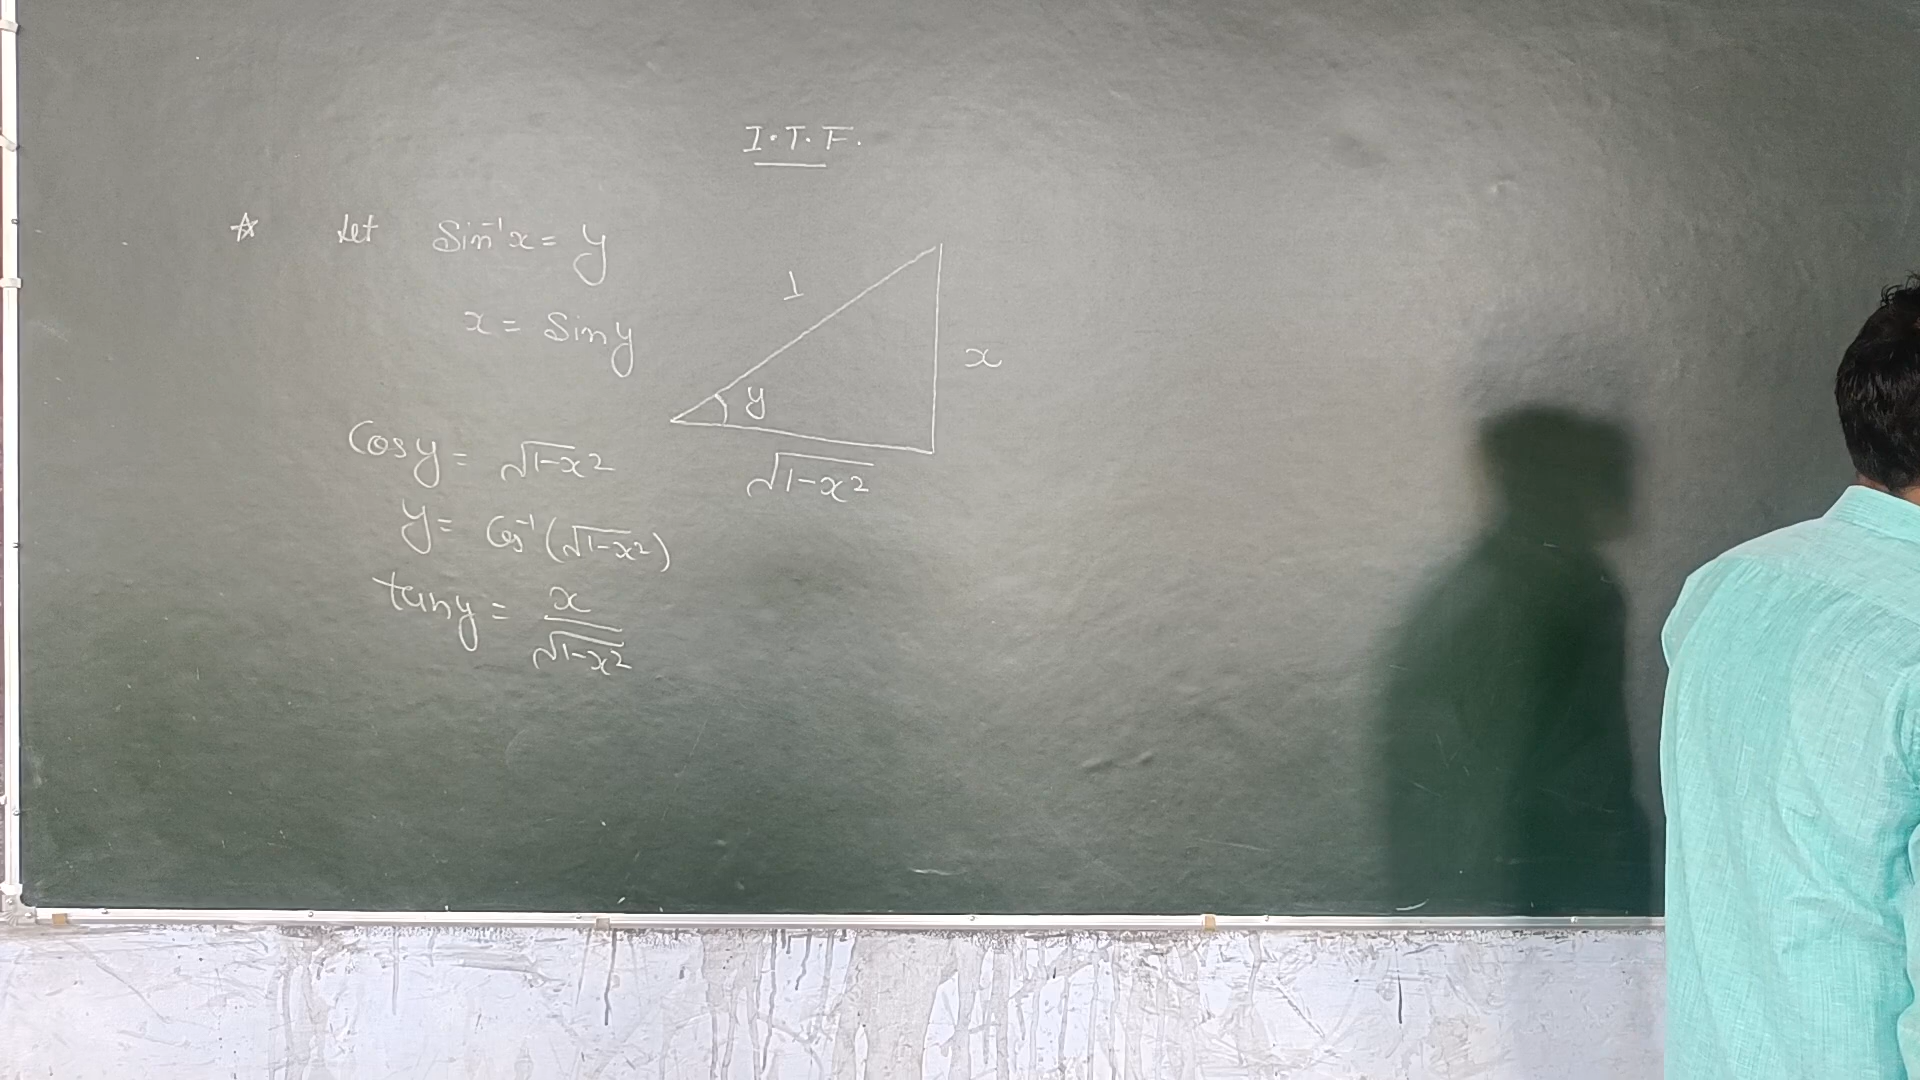 I.T.F.
☆ Let Sin⁻¹x = y
x = Sin y
1
x
y
√1-x²
Cos y = √1-x²
y = Cos⁻¹(√1-x²)
tan y = x/√1-x²